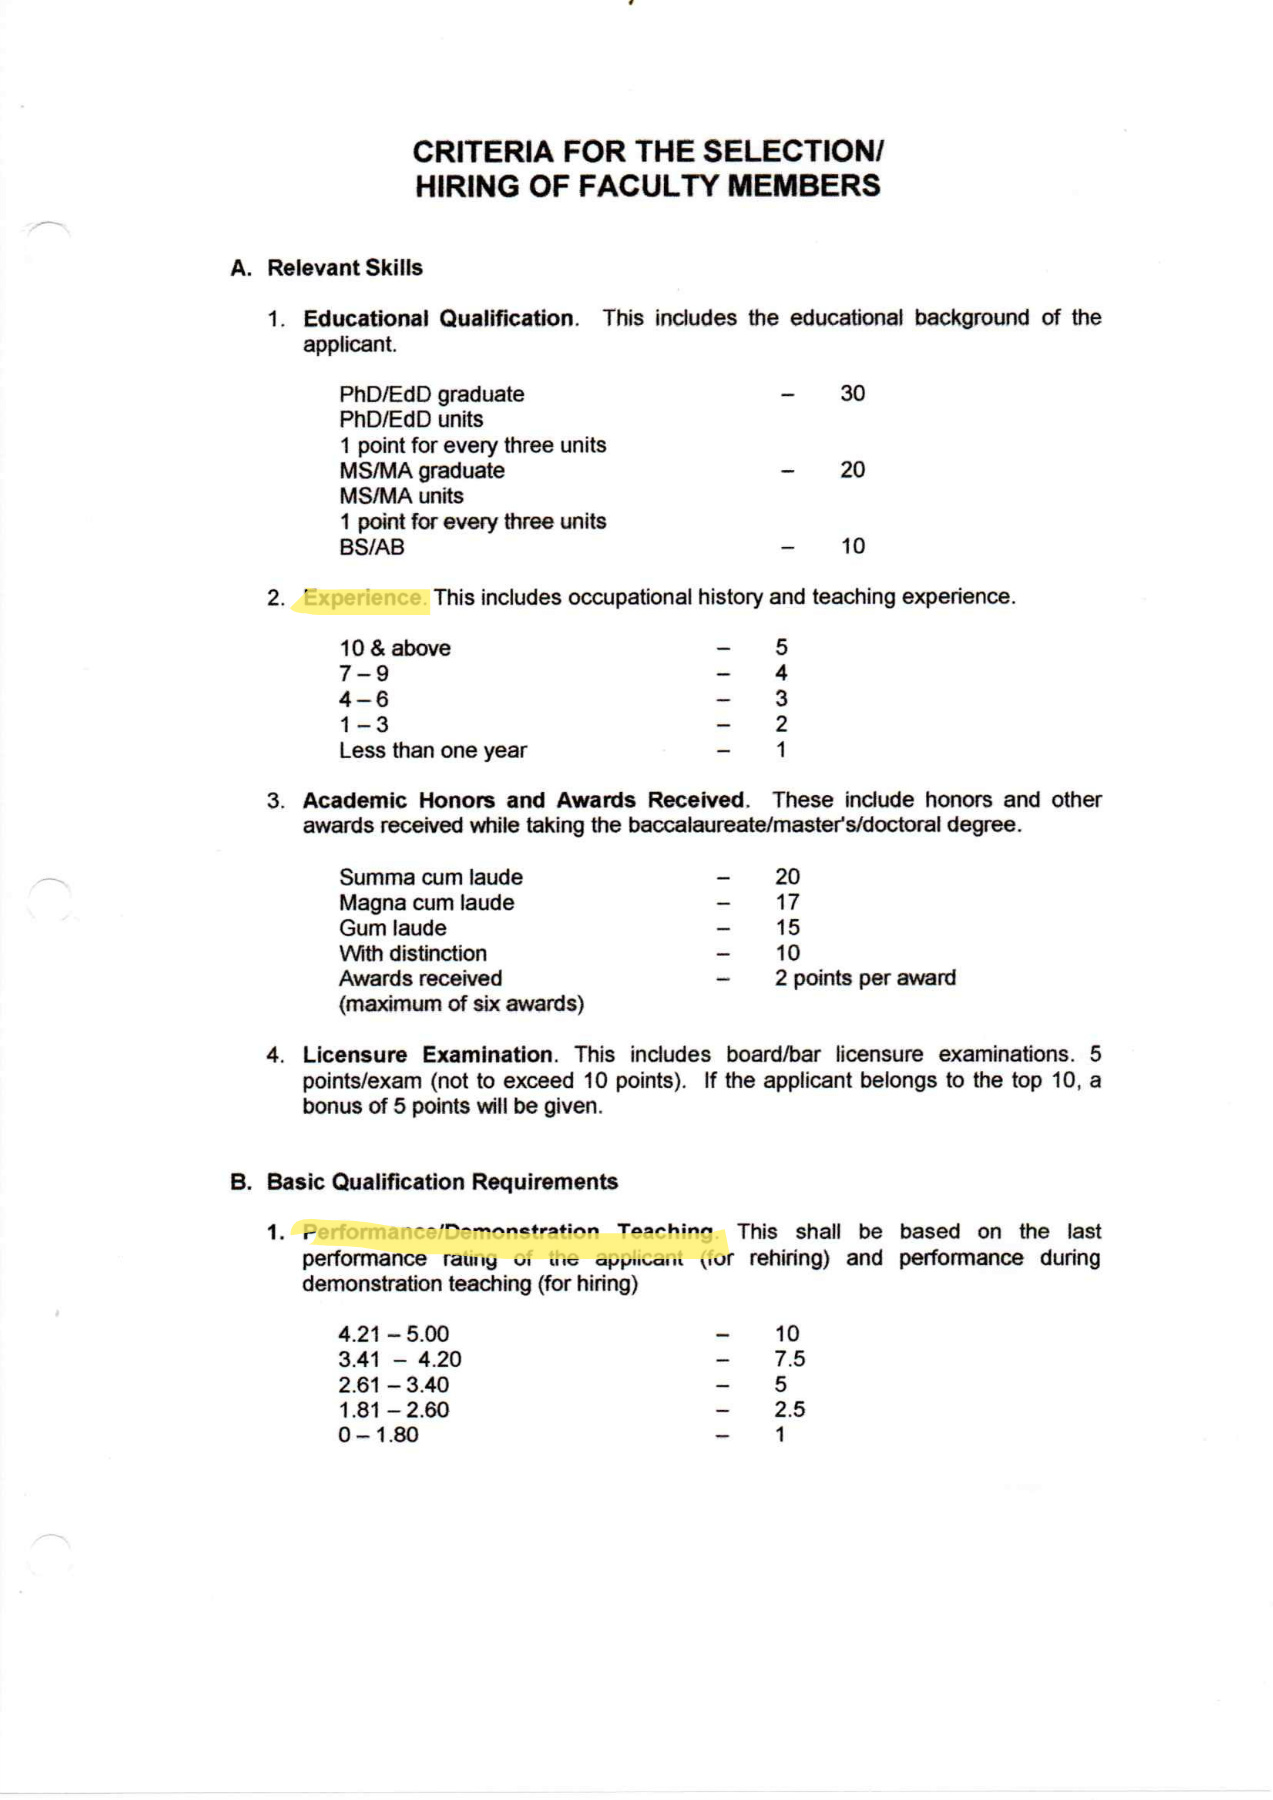 CRITERIA FOR THE SELECTION/
HIRING OF FACULTY MEMBERS
A. Relevant Skills
1. Educational Qualification. This includes the educational background of the
applicant.
PhD/EdD graduate – 30
PhD/EdD units
1 point for every three units
MS/MA graduate – 20
MS/MA units
1 point for every three units
BS/AB – 10
2. Experience. This includes occupational history and teaching experience.
10 & above – 5
7 – 9 – 4
4 – 6 – 3
1 – 3 – 2
Less than one year – 1
3. Academic Honors and Awards Received. These include honors and other
awards received while taking the baccalaureate/master's/doctoral degree.
Summa cum laude – 20
Magna cum laude – 17
Gum laude – 15
With distinction – 10
Awards received – 2 points per award
(maximum of six awards)
4. Licensure Examination. This includes board/bar licensure examinations. 5
points/exam (not to exceed 10 points). If the applicant belongs to the top 10, a
bonus of 5 points will be given.
B. Basic Qualification Requirements
1. Performance/Demonstration Teaching. This shall be based on the last
performance rating of the applicant (for rehiring) and performance during
demonstration teaching (for hiring)
4.21 – 5.00 – 10
3.41 – 4.20 – 7.5
2.61 – 3.40 – 5
1.81 – 2.60 – 2.5
0 – 1.80 – 1